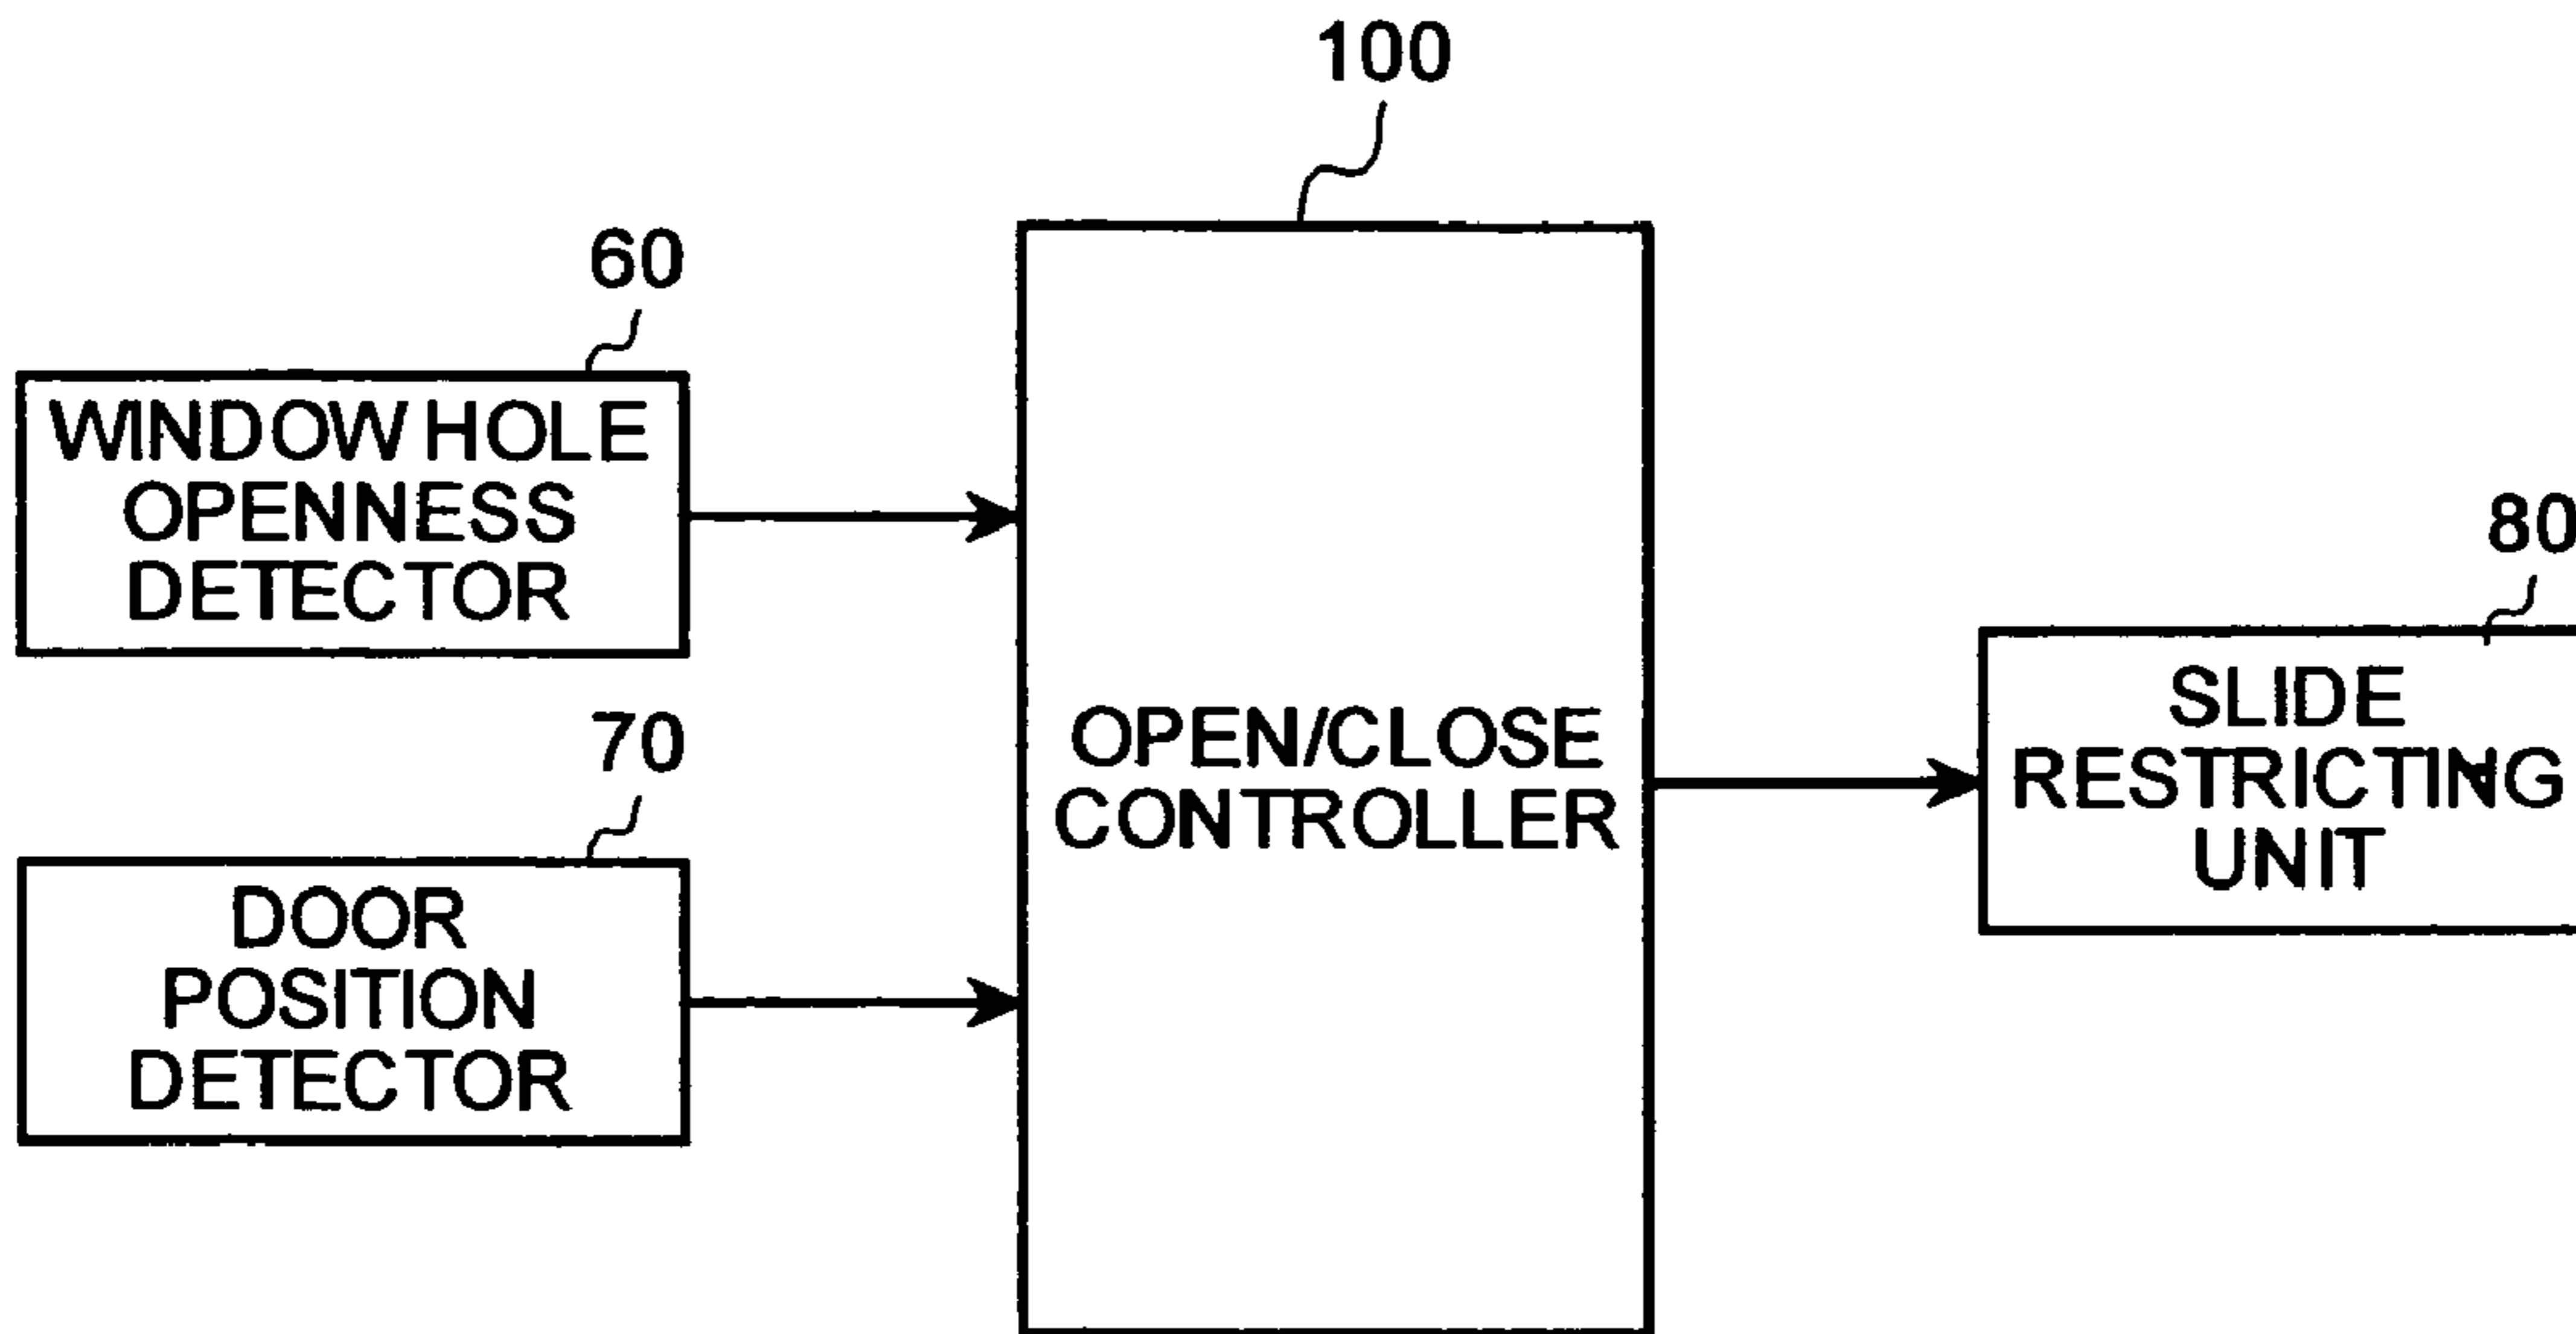 100
60
WINDOW HOLE
OPENNESS
DETECTOR
70
DOOR
POSITION
DETECTOR
OPEN/CLOSE
CONTROLLER
80
SLIDE
RESTRICTING
UNIT